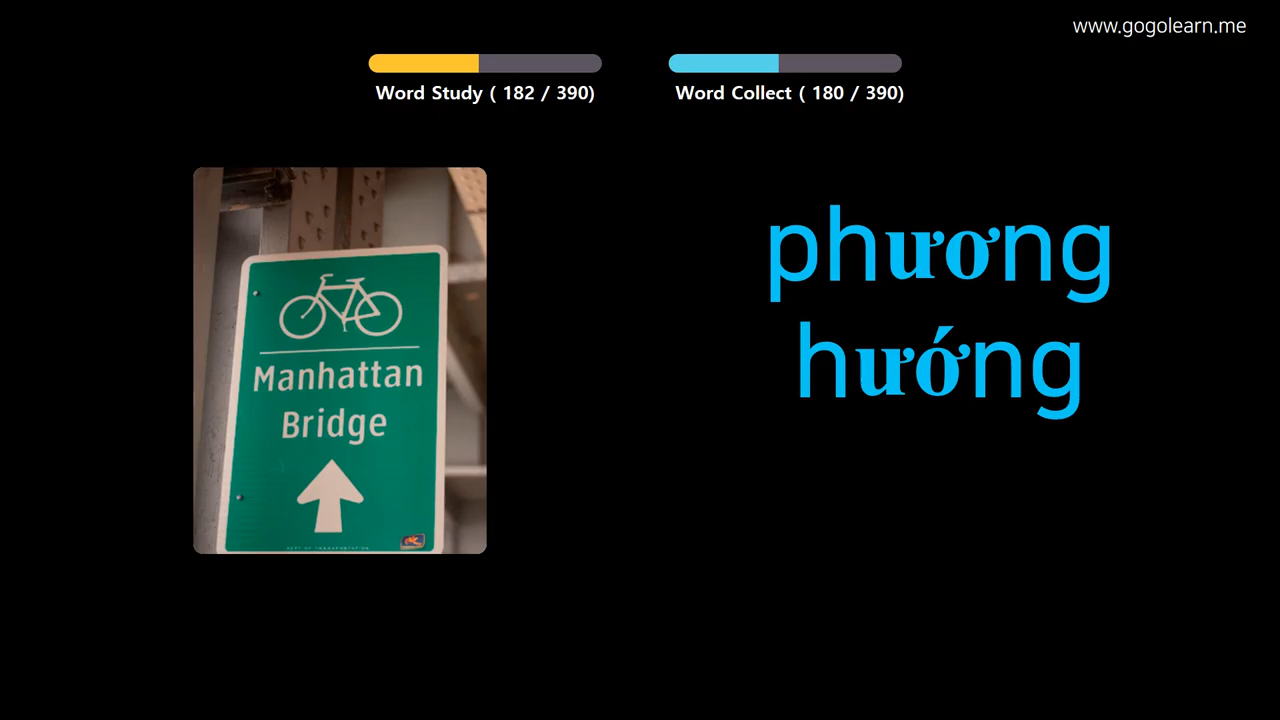 www.gogolearn.me
Word Study ( 182 / 390)
Word Collect ( 180 / 390)
Manhattan
Bridge
phương
hướng